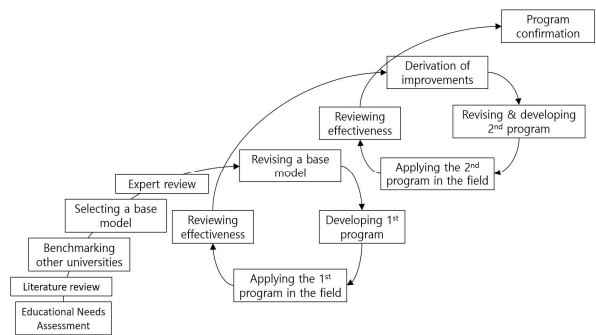 Program
confirmation
Derivation of
improvements
Reviewing
effectiveness
Revising & developing
2nd program
Applying the 2nd
program in the field
Revising a base
model
Expert review
Selecting a base
model
Reviewing
effectiveness
Developing 1st
program
Benchmarking
other universities
Applying the 1st
program in the field
Literature review
Educational Needs
Assessment